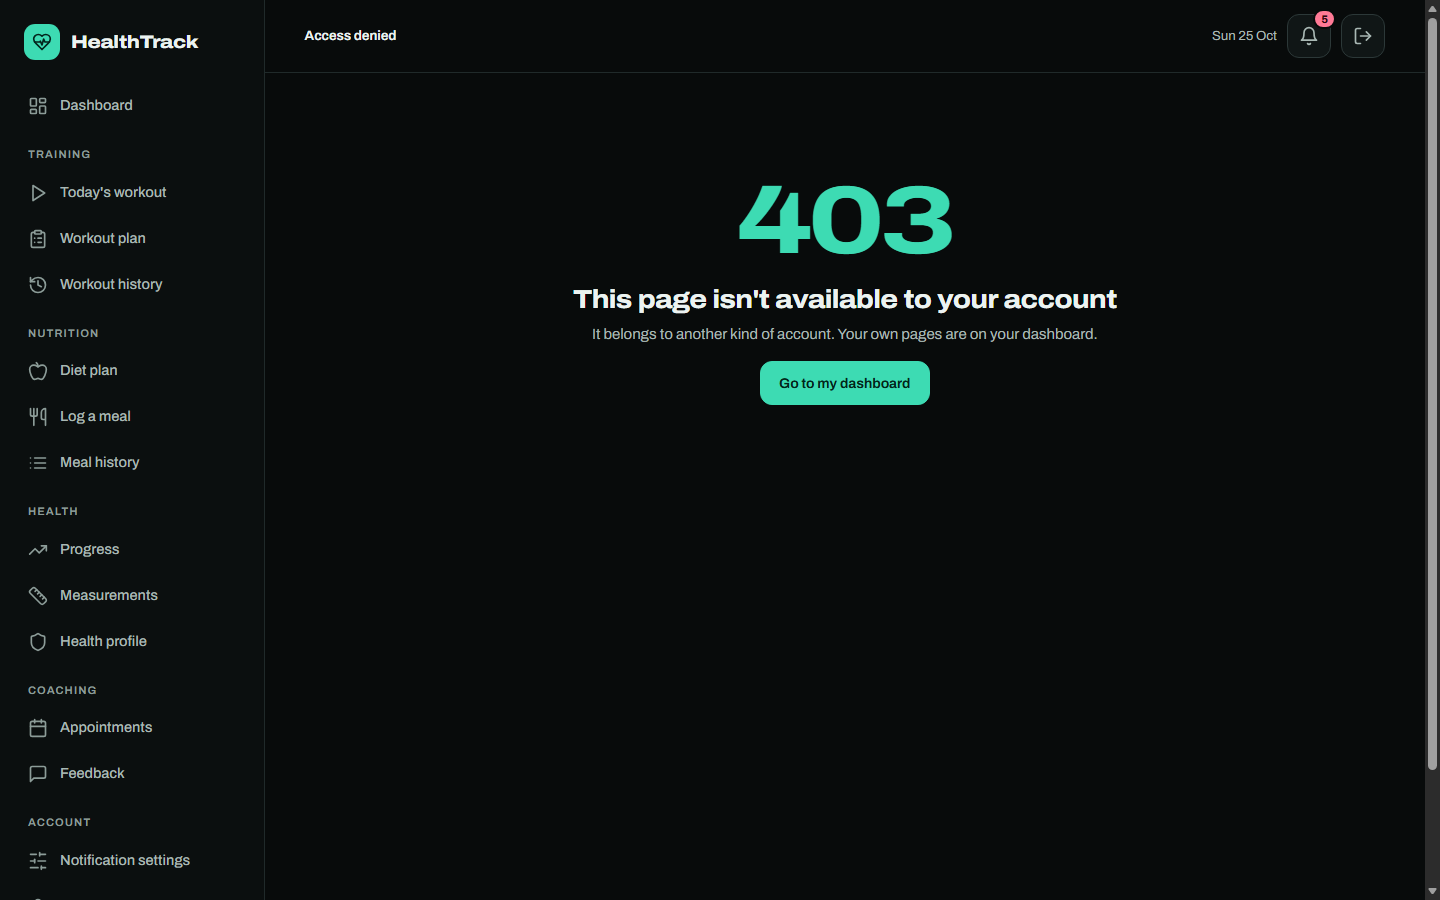 HealthTrack
Access denied
Sun 25 Oct
5
Dashboard
TRAINING
Today's workout
Workout plan
Workout history
NUTRITION
Diet plan
Log a meal
Meal history
HEALTH
Progress
Measurements
Health profile
COACHING
Appointments
Feedback
ACCOUNT
Notification settings
403
This page isn't available to your account
It belongs to another kind of account. Your own pages are on your dashboard.
Go to my dashboard